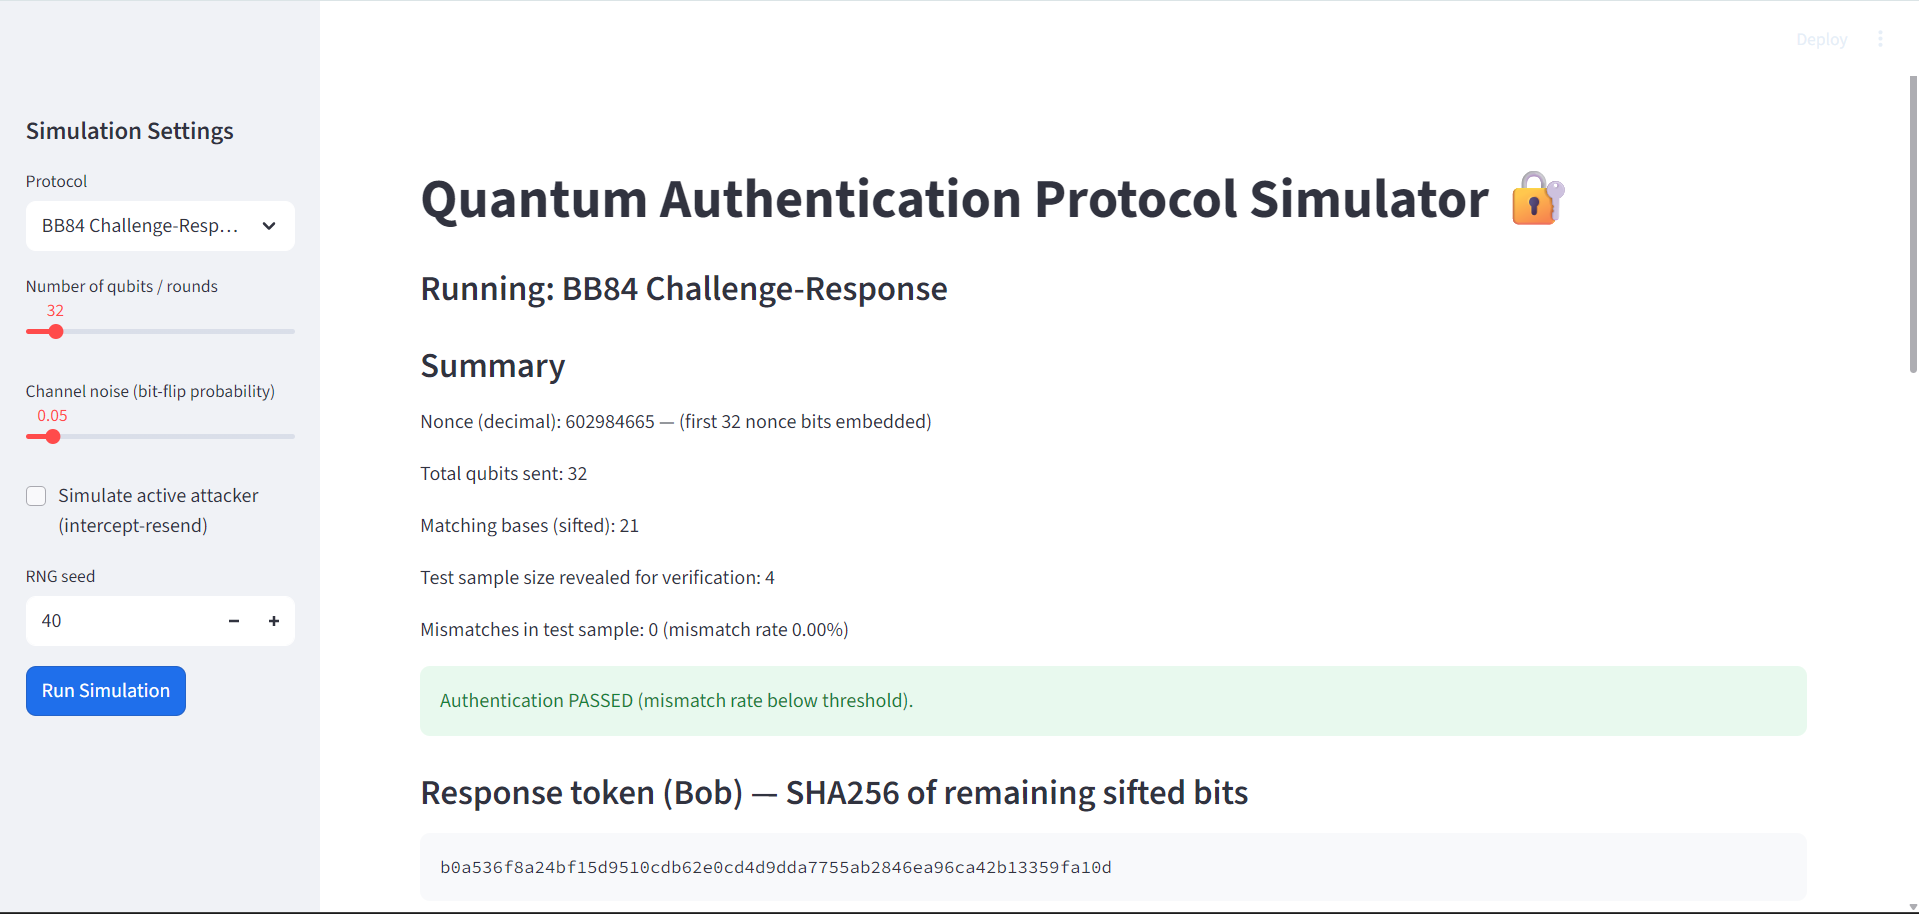 Deploy
Simulation Settings
Protocol
BB84 Challenge-Resp...
Number of qubits / rounds
32
Channel noise (bit-flip probability)
0.05
Simulate active attacker
(intercept-resend)
RNG seed
40
Run Simulation
Quantum Authentication Protocol Simulator
Running: BB84 Challenge-Response
Summary
Nonce (decimal): 602984665 — (first 32 nonce bits embedded)
Total qubits sent: 32
Matching bases (sifted): 21
Test sample size revealed for verification: 4
Mismatches in test sample: 0 (mismatch rate 0.00%)
Authentication PASSED (mismatch rate below threshold).
Response token (Bob) — SHA256 of remaining sifted bits
b0a536f8a24bf15d9510cdb62e0cd4d9dda7755ab2846ea96ca42b13359fa10d